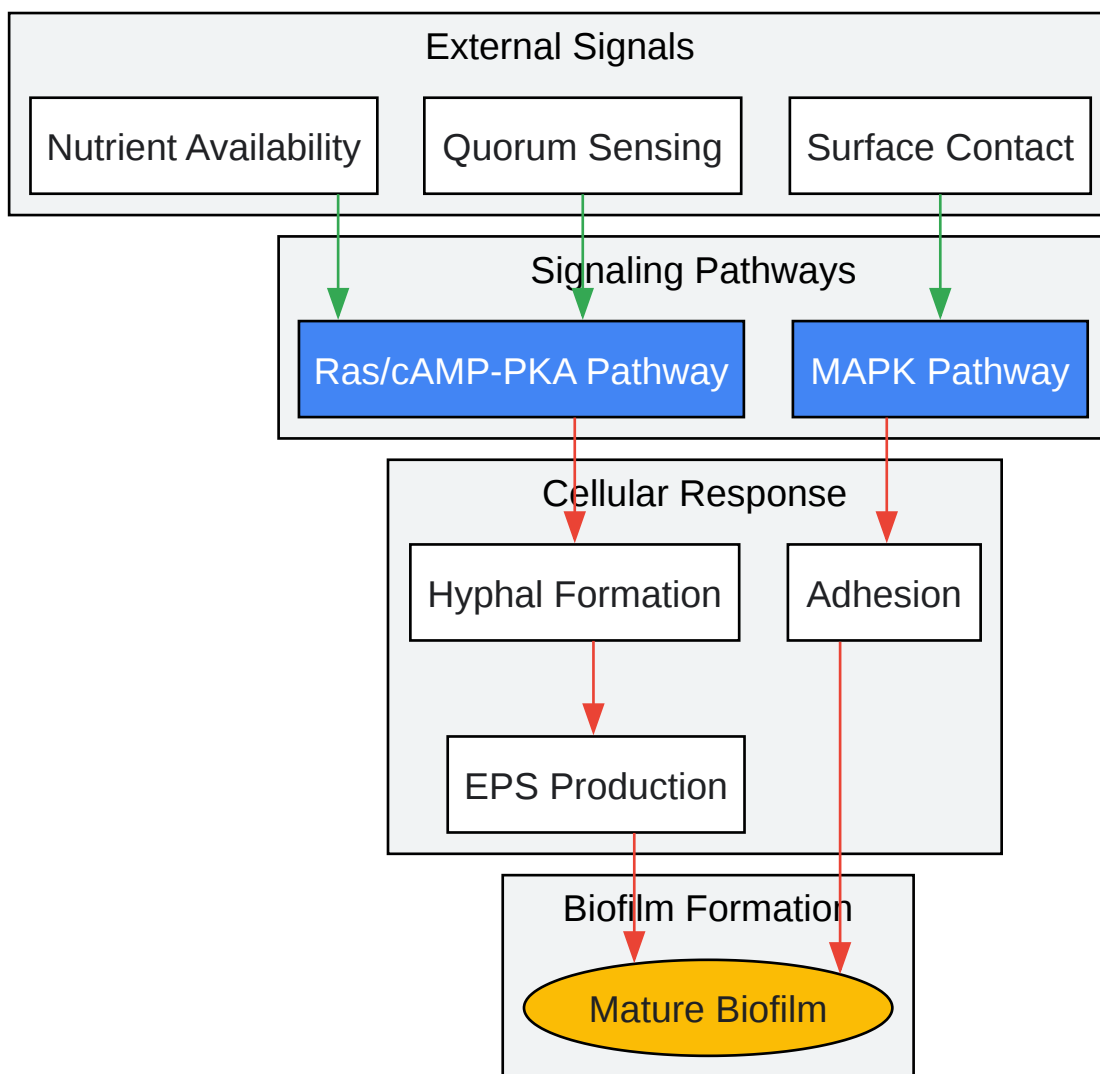 External Signals
Nutrient Availability
Quorum Sensing
Surface Contact
Signaling Pathways
Ras/cAMP-PKA Pathway
MAPK Pathway
Cellular Response
Hyphal Formation
Adhesion
EPS Production
Biofilm Formation
Mature Biofilm